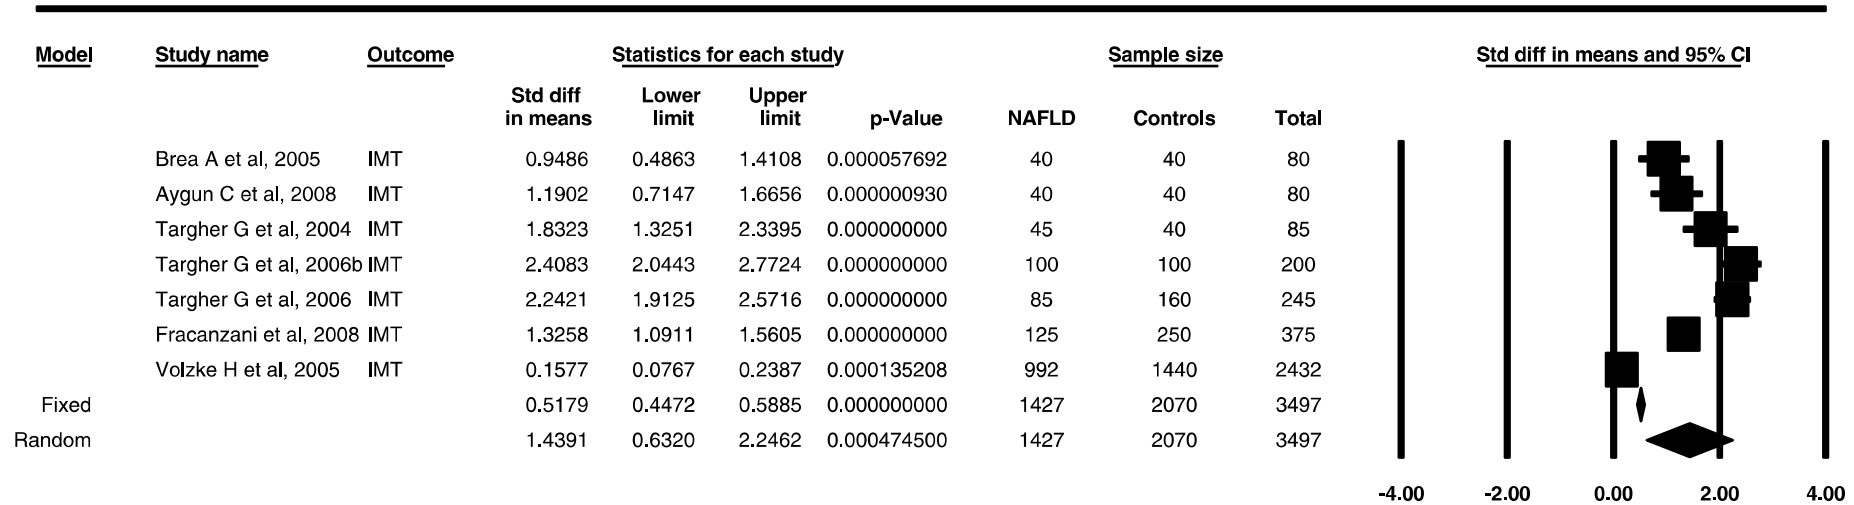 Model Study name Outcome Statistics for each study Sample size Std diff in means and 95% CI
Std diff in means Lower limit Upper limit p-Value NAFLD Controls Total
Brea A et al, 2005 IMT 0.9486 0.4863 1.4108 0.000057692 40 40 80
Aygun C et al, 2008 IMT 1.1902 0.7147 1.6656 0.000000930 40 40 80
Targher G et al, 2004 IMT 1.8323 1.3251 2.3395 0.000000000 45 40 85
Targher G et al, 2006b IMT 2.4083 2.0443 2.7724 0.000000000 100 100 200
Targher G et al, 2006 IMT 2.2421 1.9125 2.5716 0.000000000 85 160 245
Fracanzani et al, 2008 IMT 1.3258 1.0911 1.5605 0.000000000 125 250 375
Volzke H et al, 2005 IMT 0.1577 0.0767 0.2387 0.000135208 992 1440 2432
Fixed 0.5179 0.4472 0.5885 0.000000000 1427 2070 3497
Random 1.4391 0.6320 2.2462 0.000474500 1427 2070 3497
-4.00 -2.00 0.00 2.00 4.00